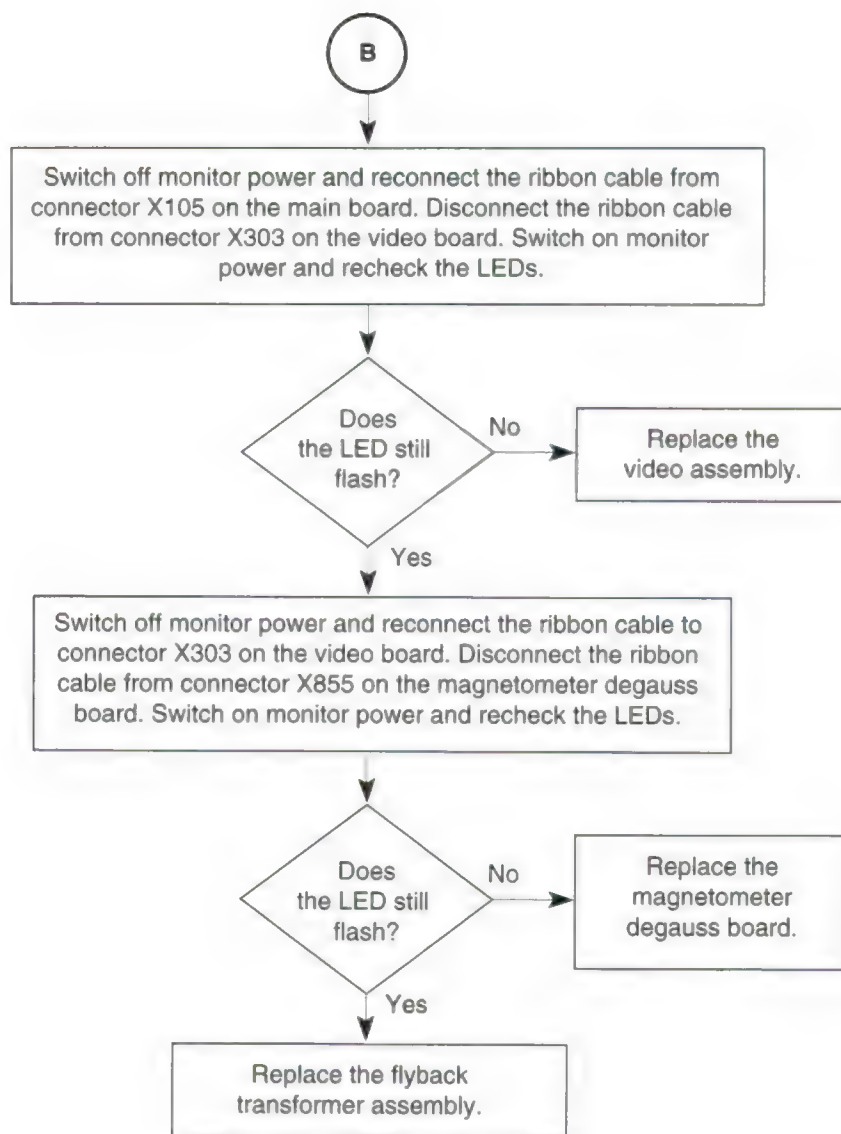 B
Switch off monitor power and reconnect the ribbon cable from
connector X105 on the main board. Disconnect the ribbon cable
from connector X303 on the video board. Switch on monitor
power and recheck the LEDs.
Does
the LED still
flash?
No
Replace the
video assembly.
Yes
Switch off monitor power and reconnect the ribbon cable to
connector X303 on the video board. Disconnect the ribbon
cable from connector X855 on the magnetometer degauss
board. Switch on monitor power and recheck the LEDs.
Does
the LED still
flash?
No
Replace the
magnetometer
degauss board.
Yes
Replace the flyback
transformer assembly.